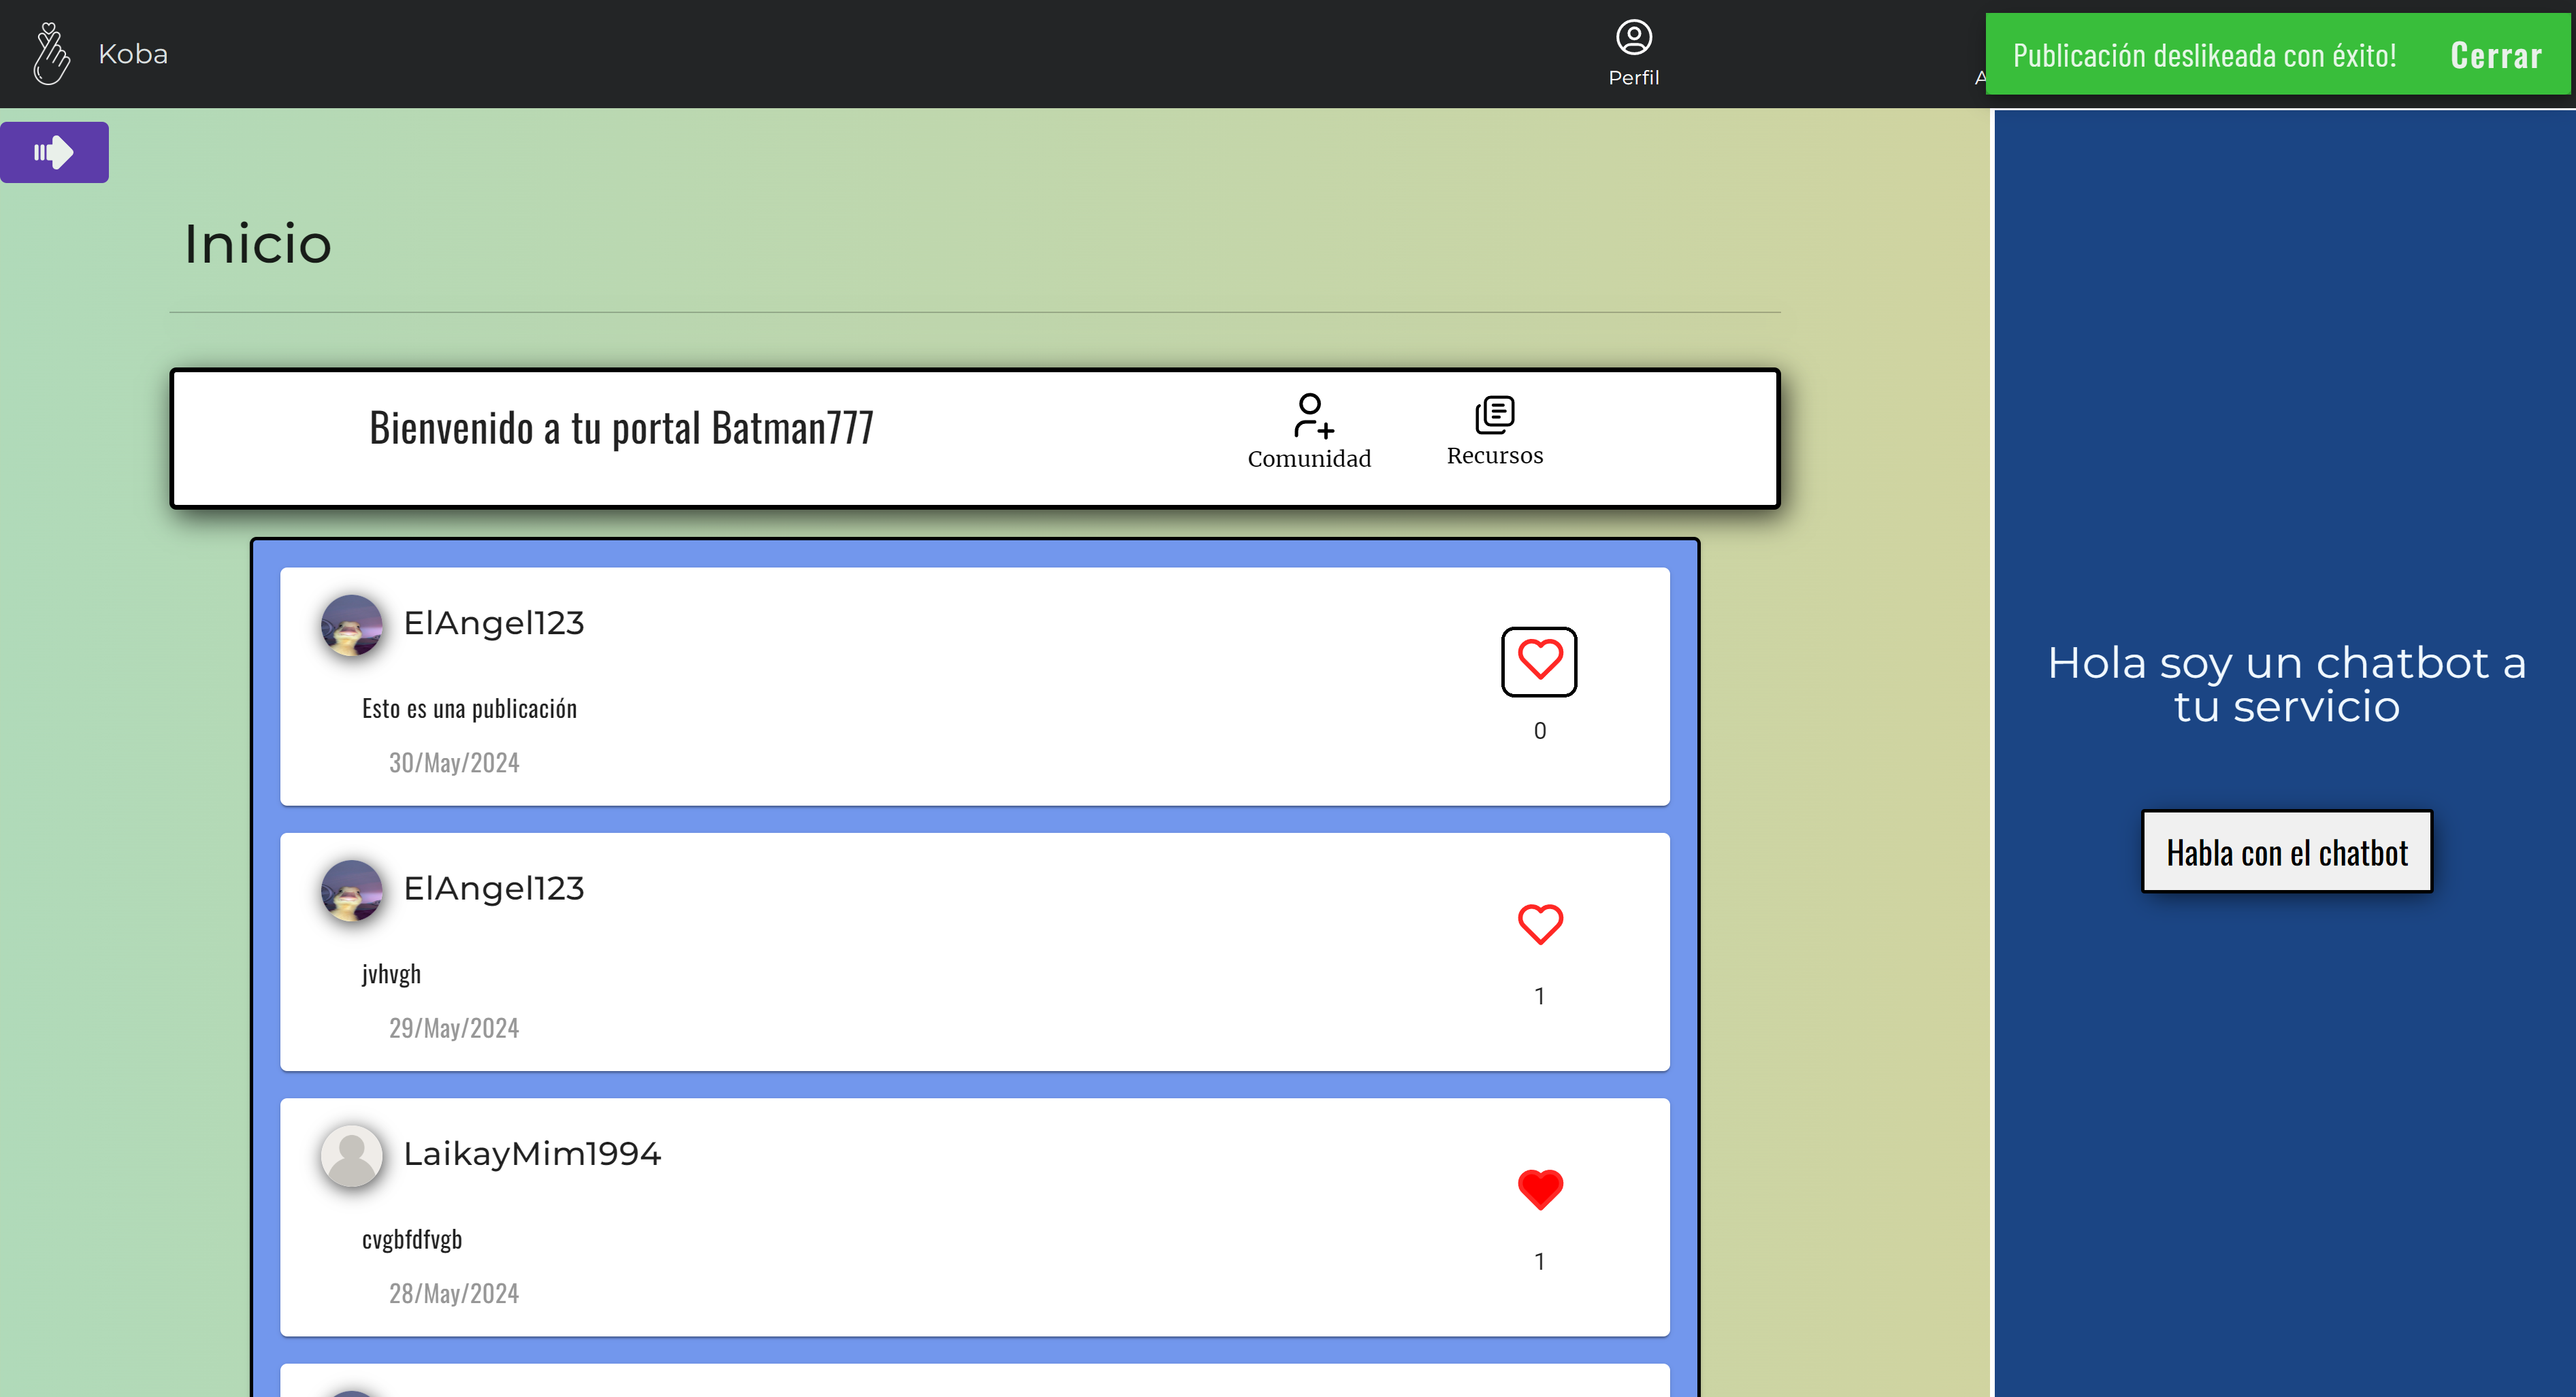 Koba
Perfil
A
Publicación deslikeada con éxito!
Cerrar
Inicio
Bienvenido a tu portal Batman777
Comunidad
Recursos
ElAngel123
Esto es una publicación
30/May/2024
0
ElAngel123
jvhvgh
29/May/2024
1
LaikayMim1994
cvgbfdfvgb
28/May/2024
1
Hola soy un chatbot a
tu servicio
Habla con el chatbot